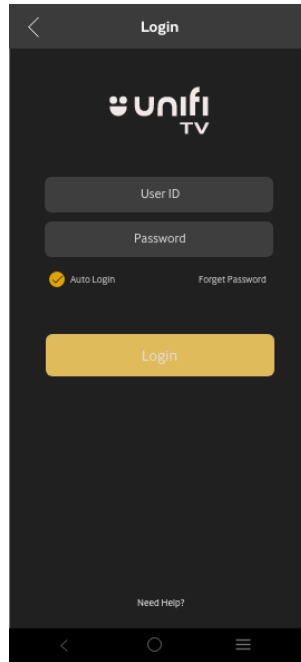 Login
unifi
TV
User ID
Password
Auto Login Forget Password
Login
Need Help?